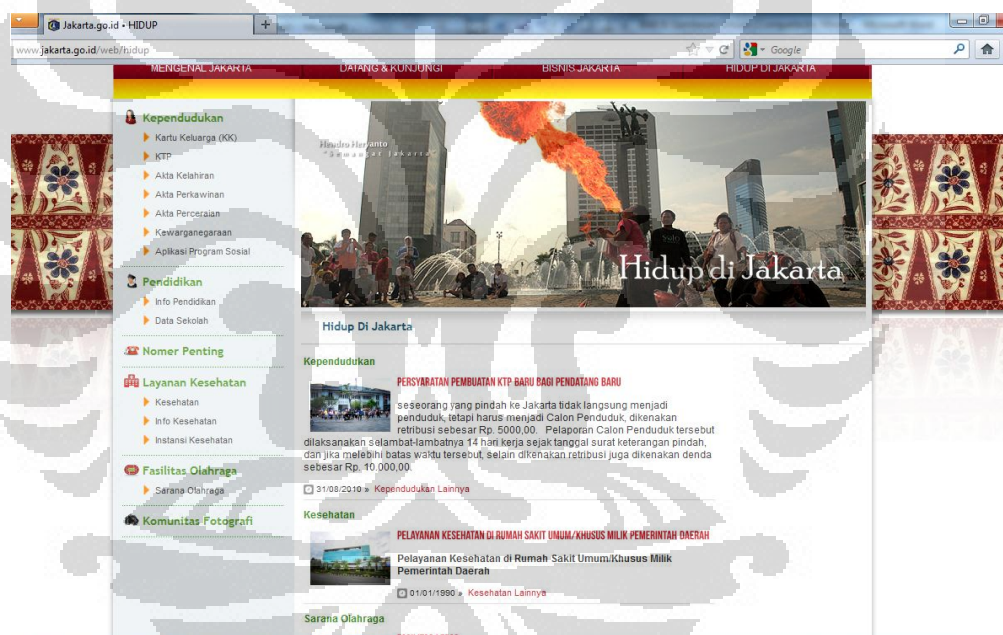 Jakarta.go.id • HIDUP
www.jakarta.go.id/web/hidup
Google
MENGENAL JAKARTA DATANG & KUNJUNGI BISNIS JAKARTA HIDUP DI JAKARTA
Kependudukan
Kartu Keluarga (KK)
KTP
Akta Kelahiran
Akta Perkawinan
Akta Perceraian
Kewarganegaraan
Aplikasi Program Sosial
Pendidikan
Info Pendidikan
Data Sekolah
Nomer Penting
Layanan Kesehatan
Kesehatan
Info Kesehatan
Instansi Kesehatan
Fasilitas Olahraga
Sarana Olahraga
Komunitas Fotografi
Hendro Heryanto
"Semangat Jakarta"
Hidup di Jakarta
Hidup Di Jakarta
Kependudukan
PERSYARATAN PEMBUATAN KTP BARU BAGI PENDATANG BARU
seseorang yang pindah ke Jakarta tidak langsung menjadi
penduduk, tetapi harus menjadi Calon Penduduk, dikenakan
retribusi sebesar Rp. 5000,00. Pelaporan Calon Penduduk tersebut
dilaksanakan selambat-lambatnya 14 hari kerja sejak tanggal surat keterangan pindah,
dan jika melebihi batas waktu tersebut, selain dikenakan retribusi juga dikenakan denda
sebesar Rp. 10.000,00.
31/08/2010 » Kependudukan Lainnya
Kesehatan
PELAYANAN KESEHATAN DI RUMAH SAKIT UMUM/KHUSUS MILIK PEMERINTAH DAERAH
Pelayanan Kesehatan di Rumah Sakit Umum/Khusus Milik
Pemerintah Daerah
01/01/1990 » Kesehatan Lainnya
Sarana Olahraga